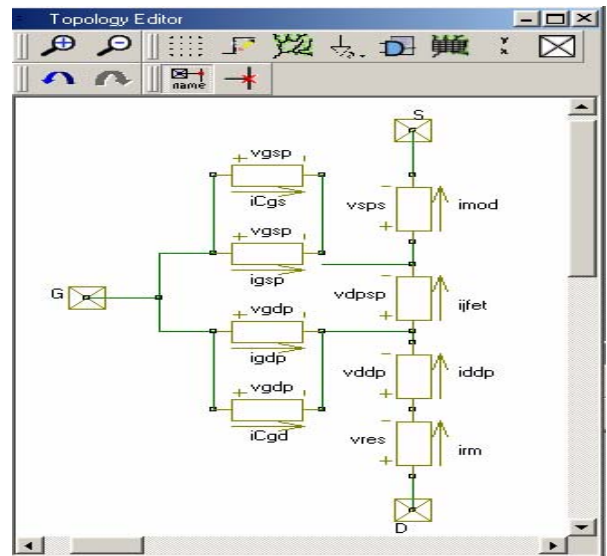 Topology Editor
name
S
+ vgsp -
iCgs
vsps
imod
+ vgsp -
igsp
G
vdpsp
ijfet
+ vgdp -
igdp
vddp
iddp
+ vgdp -
iCgd
vres
irm
D